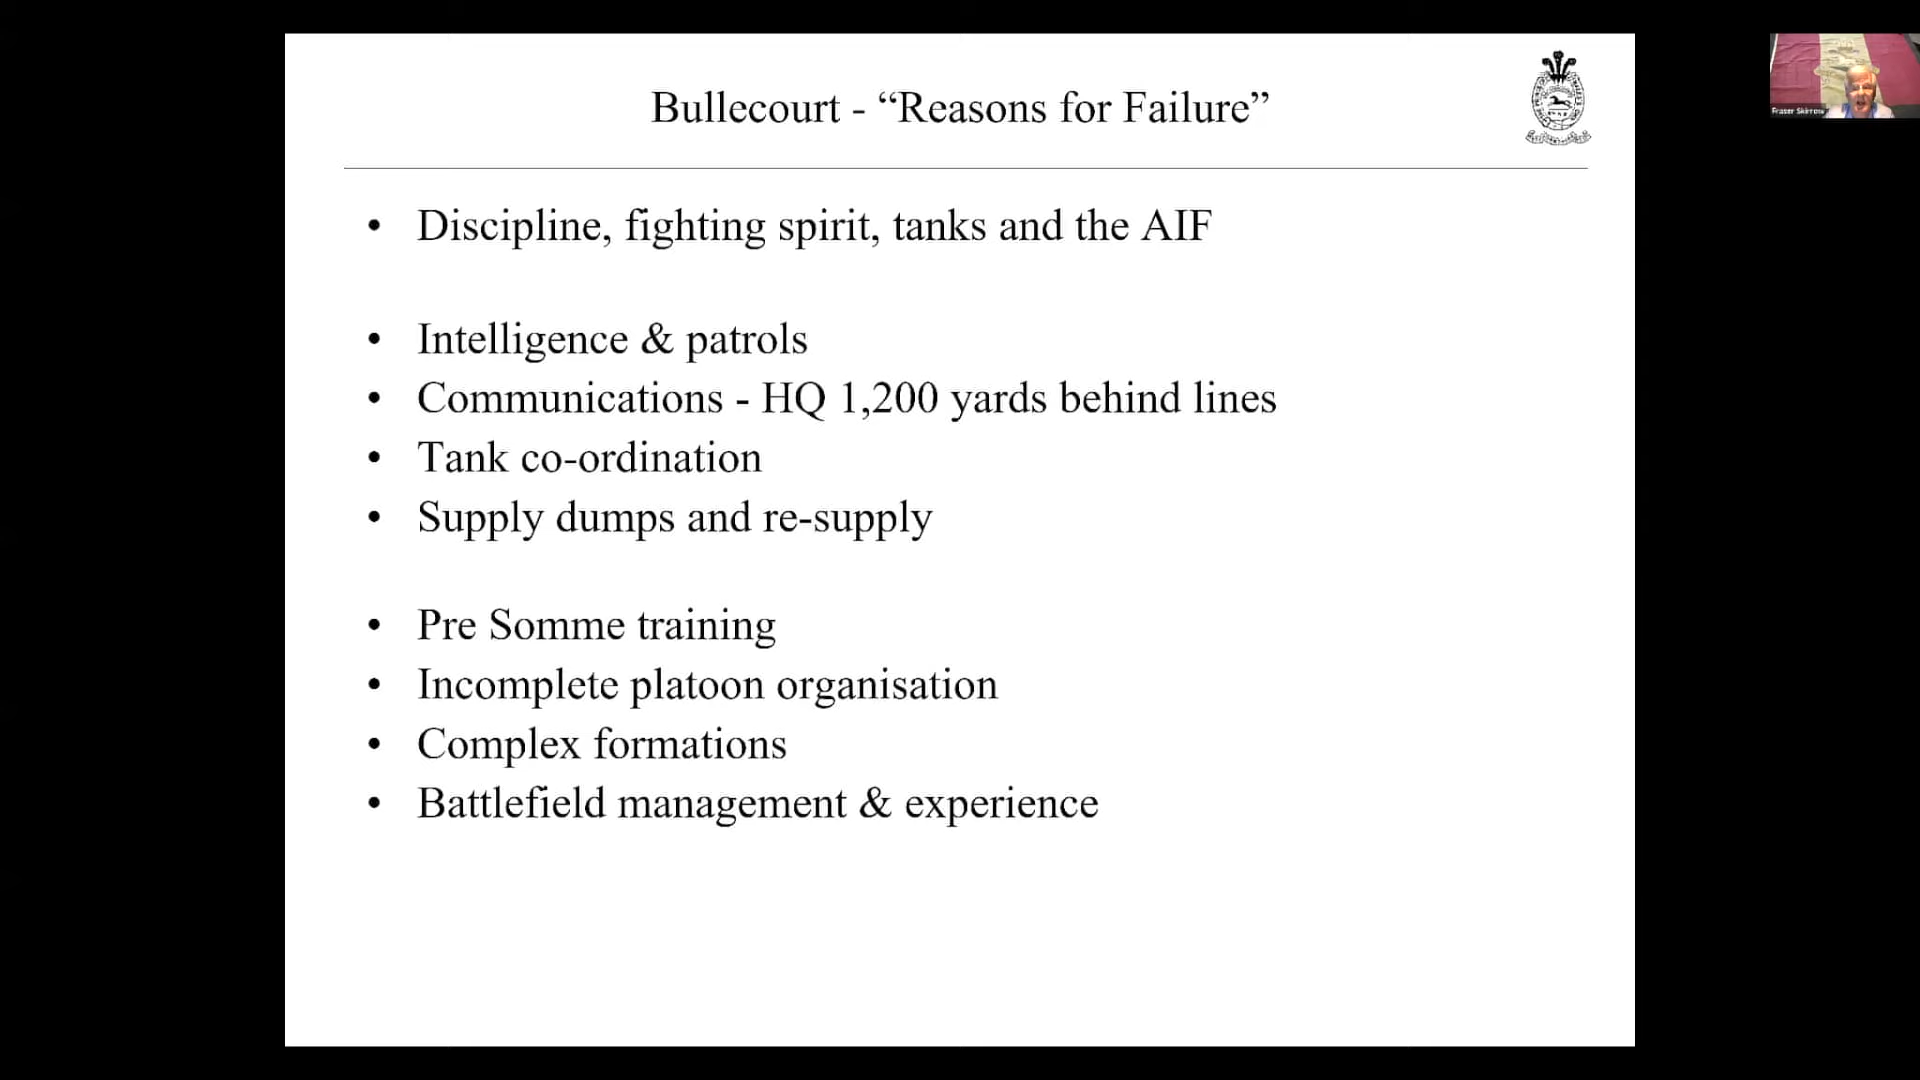 Bullecourt - “Reasons for Failure”
Fraser Skirrow
• Discipline, fighting spirit, tanks and the AIF
• Intelligence & patrols
• Communications - HQ 1,200 yards behind lines
• Tank co-ordination
• Supply dumps and re-supply
• Pre Somme training
• Incomplete platoon organisation
• Complex formations
• Battlefield management & experience